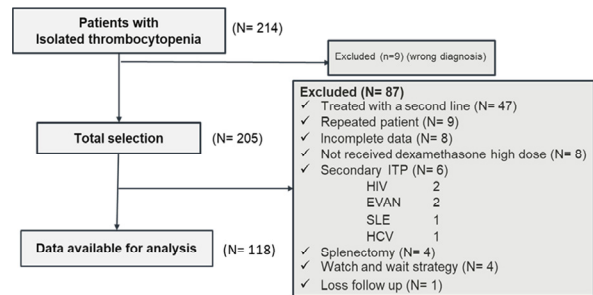 Patients with
Isolated thrombocytopenia
(N= 214)
Excluded (n=9) (wrong diagnosis)
Total selection
(N= 205)
Excluded (N= 87)
✓ Treated with a second line (N= 47)
✓ Repeated patient (N= 9)
✓ Incomplete data (N= 8)
✓ Not received dexamethasone high dose (N= 8)
✓ Secondary ITP (N= 6)
HIV 2
EVAN 2
SLE 1
HCV 1
✓ Splenectomy (N= 4)
✓ Watch and wait strategy (N= 4)
✓ Loss follow up (N= 1)
Data available for analysis
(N= 118)